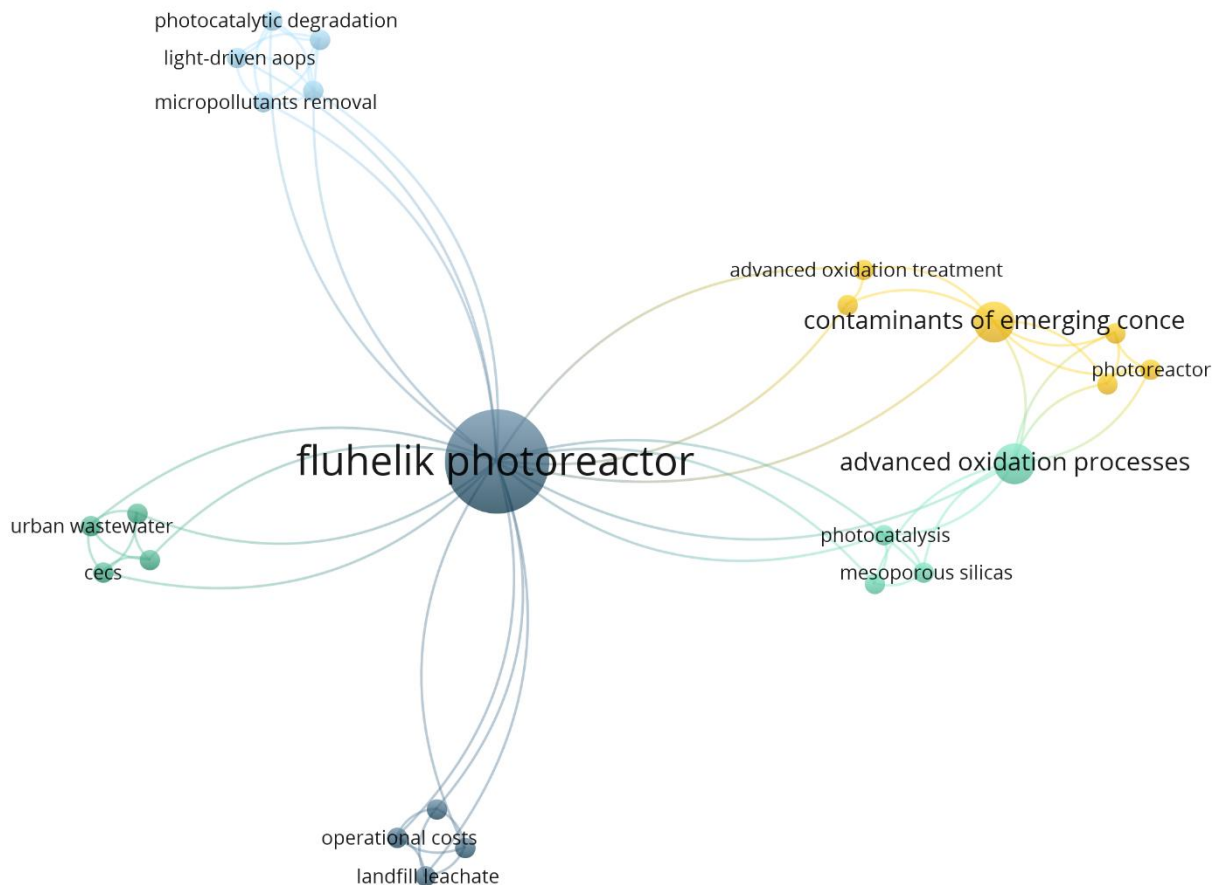 photocatalytic degradation
light-driven aops
micropollutants removal
advanced oxidation treatment
contaminants of emerging conce
photoreactor
fluhelik photoreactor
advanced oxidation processes
urban wastewater
photocatalysis
cecs
mesoporous silicas
operational costs
landfill leachate